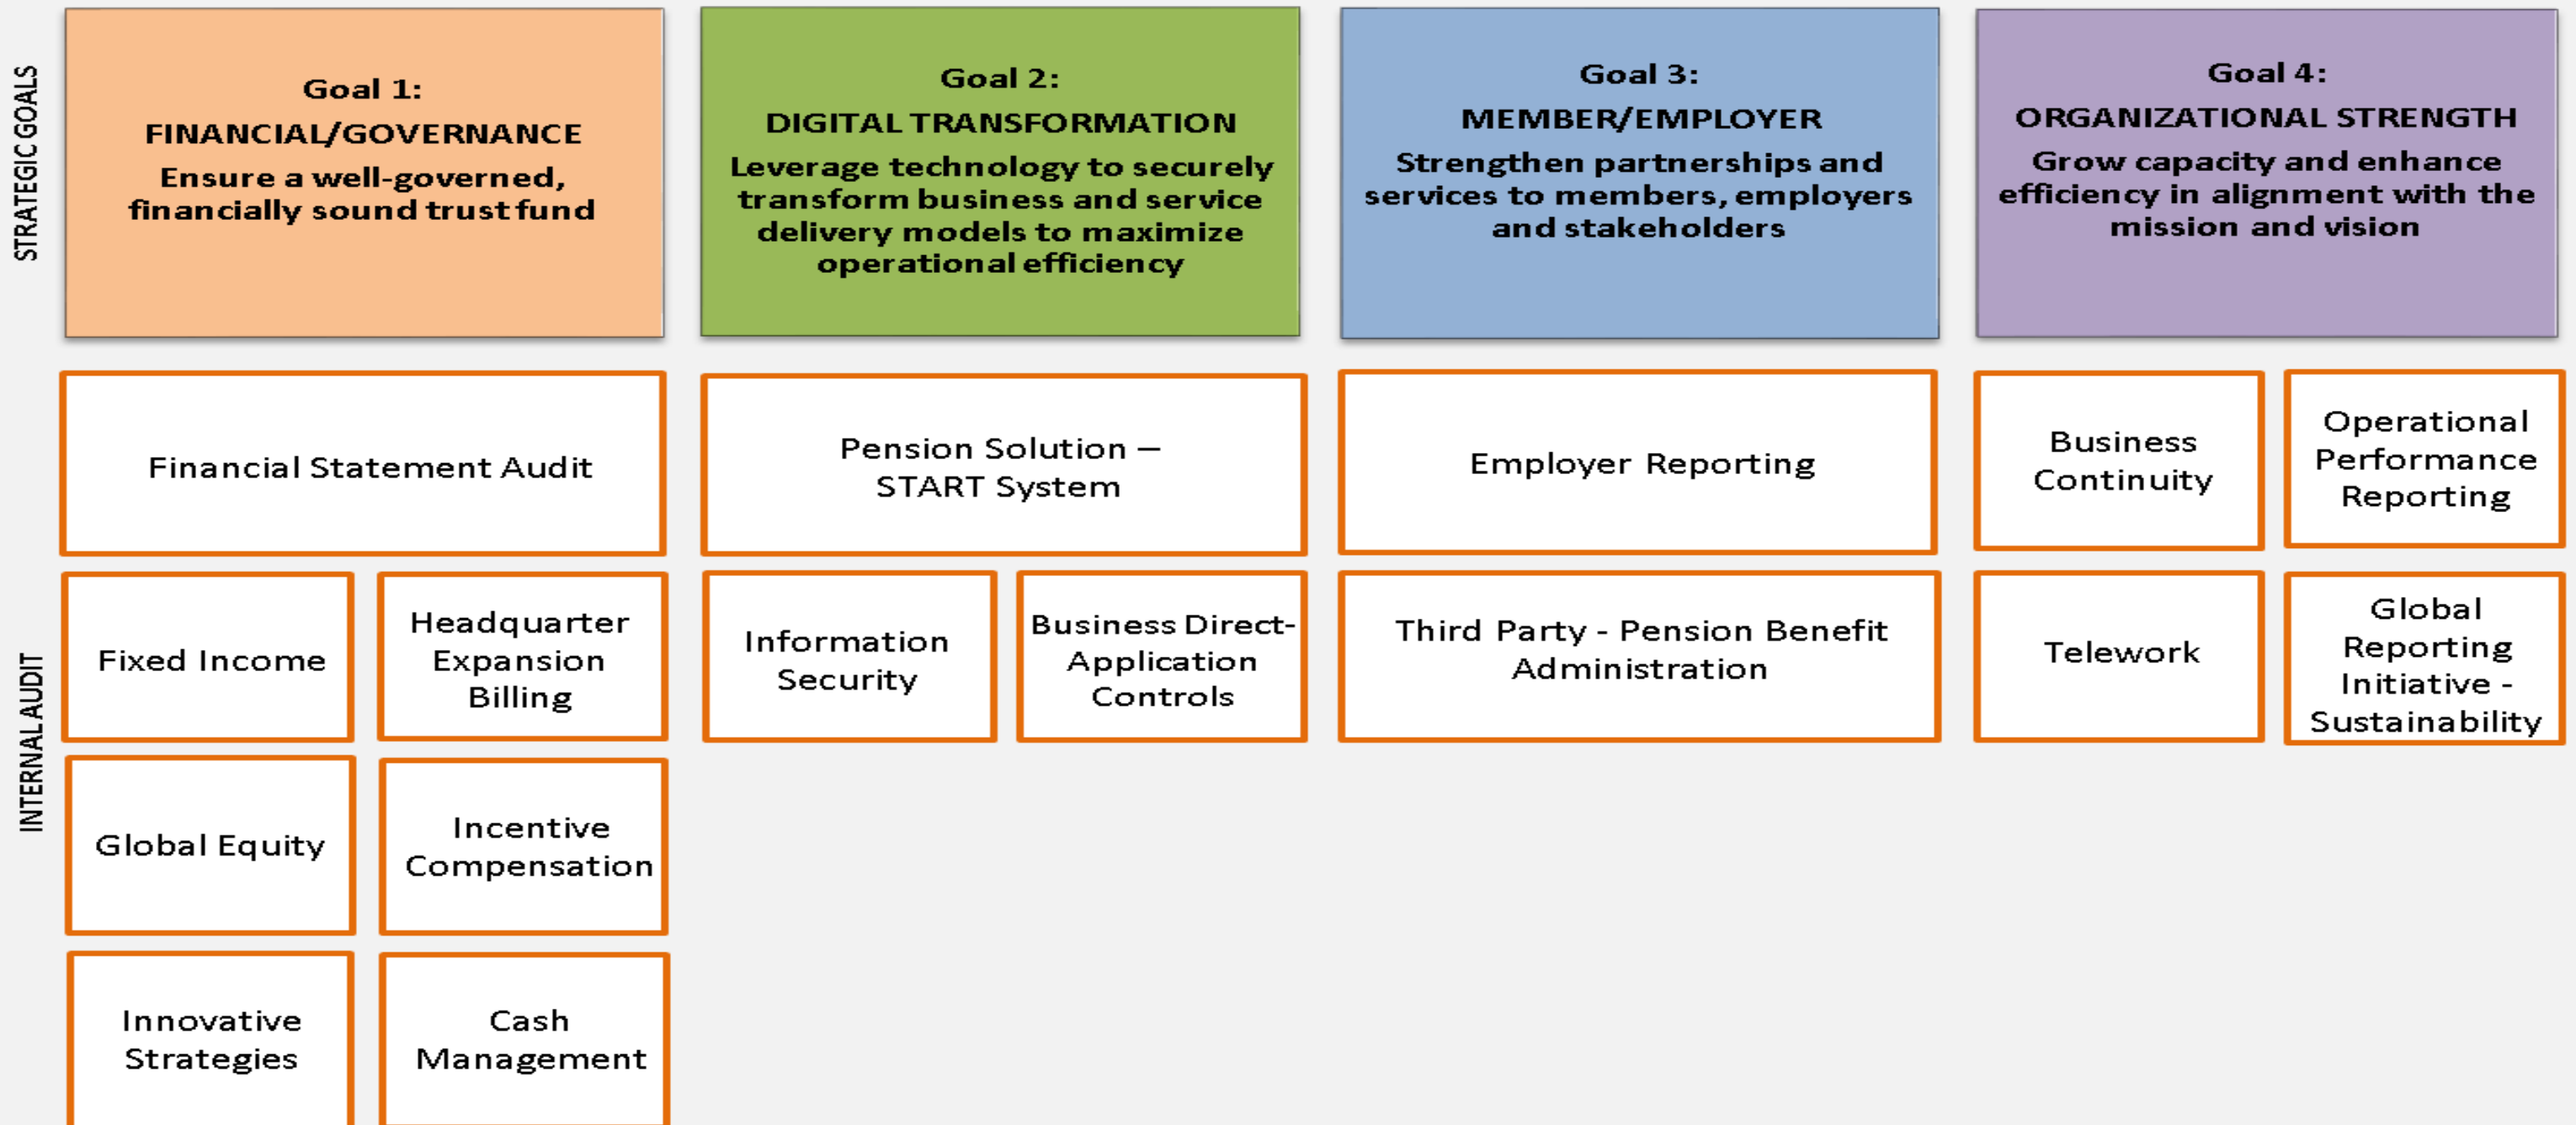 STRATEGIC GOALS
Goal 1:
FINANCIAL/GOVERNANCE
Ensure a well-governed,
financially sound trust fund
Goal 2:
DIGITAL TRANSFORMATION
Leverage technology to securely
transform business and service
delivery models to maximize
operational efficiency
Goal 3:
MEMBER/EMPLOYER
Strengthen partnerships and
services to members, employers
and stakeholders
Goal 4:
ORGANIZATIONAL STRENGTH
Grow capacity and enhance
efficiency in alignment with the
mission and vision
INTERNAL AUDIT
Financial Statement Audit
Fixed Income
Headquarter
Expansion
Billing
Global Equity
Incentive
Compensation
Innovative
Strategies
Cash
Management
Pension Solution –
START System
Information
Security
Business Direct-
Application
Controls
Employer Reporting
Third Party - Pension Benefit
Administration
Business
Continuity
Operational
Performance
Reporting
Telework
Global
Reporting
Initiative -
Sustainability